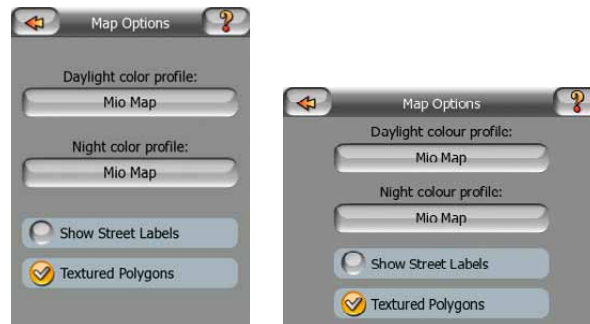 Map Options
Daylight color profile:
Mio Map
Night color profile:
Mio Map
Show Street Labels
Textured Polygons
Map Options
Daylight colour profile:
Mio Map
Night colour profile:
Mio Map
Show Street Labels
Textured Polygons